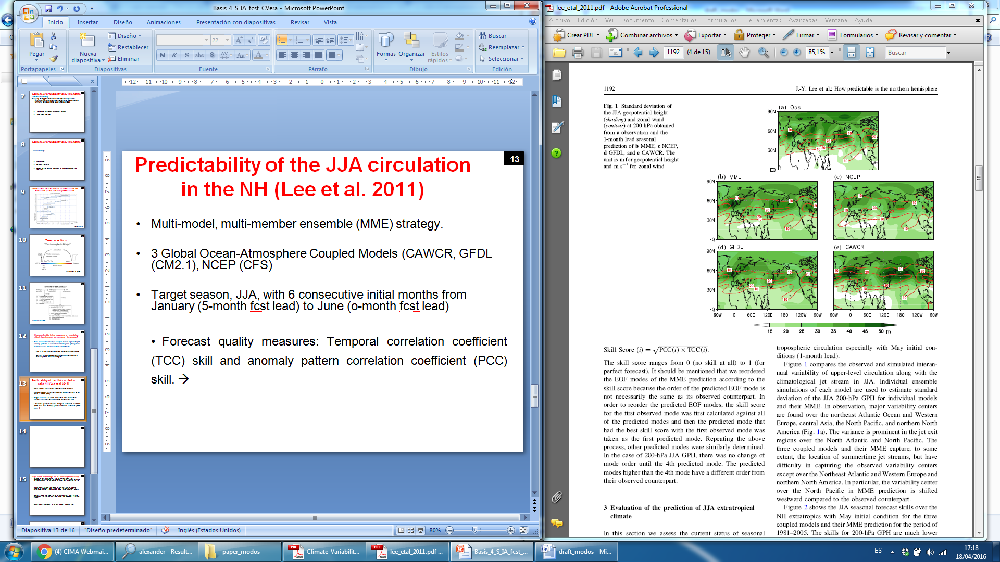 Basis_4_S_IA_fcst_CVera - Microsoft PowerPoint
Inicio Insertar Diseño Animaciones Presentación con diapositivas Revisar Vista
Pegar
Portapapeles
Nueva diapositiva
Diseño
Restablecer
Eliminar
Diapositivas
22
Fuente
Párrafo
Formas
Organizar
Estilos rápidos
Dibujo
Buscar
Reemplazar
Seleccionar
Edición
7
8
9
10
Teleconnections
"The Atmospheric Bridge"
11
12
13
14
15
13
Predictability of the JJA circulation
in the NH (Lee et al. 2011)
• Multi-model, multi-member ensemble (MME) strategy.
• 3 Global Ocean-Atmosphere Coupled Models (CAWCR, GFDL
(CM2.1), NCEP (CFS)
• Target season, JJA, with 6 consecutive initial months from
January (5-month fcst lead) to June (o-month fcst lead)
• Forecast quality measures: Temporal correlation coefficient
(TCC) skill and anomaly pattern correlation coefficient (PCC)
skill. →
Diapositiva 13 de 16 "Diseño predeterminado" Inglés (Estados Unidos) 80%
lee_etal_2011.pdf - Adobe Acrobat Professional
Archivo Edición Ver Documento Comentarios Formularios Herramientas Avanzadas Ventana Ayuda
Crear PDF Combinar archivos Exportar Proteger Firmar Formularios Revisar y comentar
1192 (4 de 15) 85,1% Buscar
1192 J.-Y. Lee et al.: How predictable is the northern hemisphere
Fig. 1 Standard deviation of
the JJA geopotential height
(shading) and zonal wind
(contour) at 200 hPa obtained
from a observation and the
1-month lead seasonal
prediction of b MME, c NCEP,
d GFDL, and e CAWCR. The
unit is m for geopotential height
and m s−1 for zonal wind
(a) Obs
90N
60N
30N
EQ
(b) MME (c) NCEP
90N
60N
30N
EQ
90N
60N
30N
EQ
(d) GFDL (e) CAWCR
90N
60N
30N
EQ
90N
60N
30N
EQ
60W 0 60E 120E 180 120W 60W
60W 0 60E 120E 180 120W 60W
15 20 25 30 35 40 45 50 m
Skill Score (i) = √PCC(i) × TCC(i).
The skill score ranges from 0 (no skill at all) to 1 (for
perfect forecast). It should be mentioned that we reordered
the EOF modes of the MME prediction according to the
skill score because the order of the predicted EOF mode is
not necessarily the same as its observed counterpart. In
order to reorder the predicted EOF modes, the skill score
for the first observed mode was first calculated against all
of the predicted modes and then the predicted mode that
had the best skill score with the first observed mode was
taken as the first predicted mode. Repeating the above
process, other predicted modes were similarly determined.
In the case of 200-hPa JJA GPH, there was no change of
mode order until the 4th predicted mode. The predicted
modes higher than the 4th mode have a different order from
their observed counterpart.
3 Evaluation of the prediction of JJA extratropical
climate
In this section we assess the current status of seasonal
tropospheric circulation especially with May initial con-
ditions (1-month lead).
Figure 1 compares the observed and simulated interan-
nual variability of upper-level circulation along with the
climatological jet stream in JJA. Individual ensemble
simulations of each model are used to estimate standard
deviation of the JJA 200-hPa GPH for individual models
and their MME. In observation, major variability centers
are found over the northeast Atlantic Ocean and Western
Europe, central Asia, the North Pacific, and northern North
America (Fig. 1a). The variance is prominent in the jet exit
regions over the North Atlantic and North Pacific. The
three coupled models and their MME capture, to some
extent, the location of summertime jet streams, but have
difficulty in capturing the observed variability centers
except over the Northeast Atlantic and Western Europe and
northern North America. In particular, the variability center
over the North Pacific in MME prediction is shifted
westward compared to the observed counterpart.
Figure 2 shows the JJA seasonal forecast skills over the
NH extratropics with May initial condition for the three
coupled models and their MME prediction for the period of
1981–2005. The skills for 200-hPa GPH are much lower
(4) CIMA Webmai... alexander - Result... paper_modos Climate-Variabilit... lee_etal_2011.pdf ... Basis_4_S_IA_fcst_... draft_modos - Mi...
ES 17:18
18/04/2016